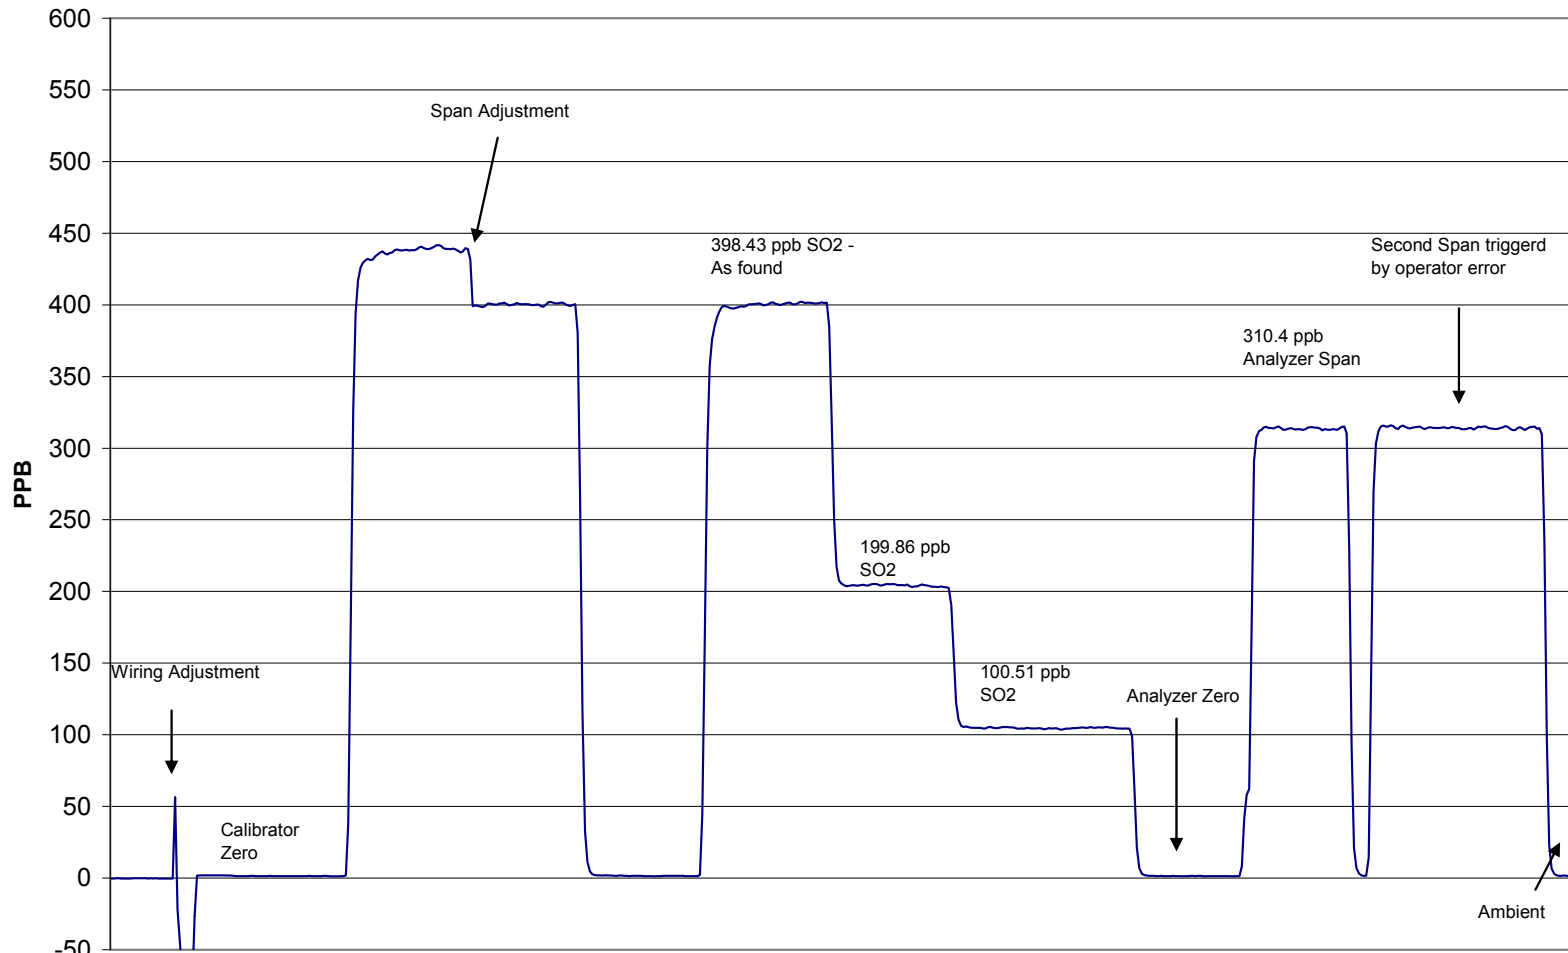 600
550
500
450
400
350
300
250
200
150
100
50
0
-50
PPB
Span Adjustment
398.43 ppb SO2 -
As found
Second Span triggerd
by operator error
310.4 ppb
Analyzer Span
199.86 ppb
SO2
Wiring Adjustment
100.51 ppb
SO2
Analyzer Zero
Calibrator
Zero
Ambient